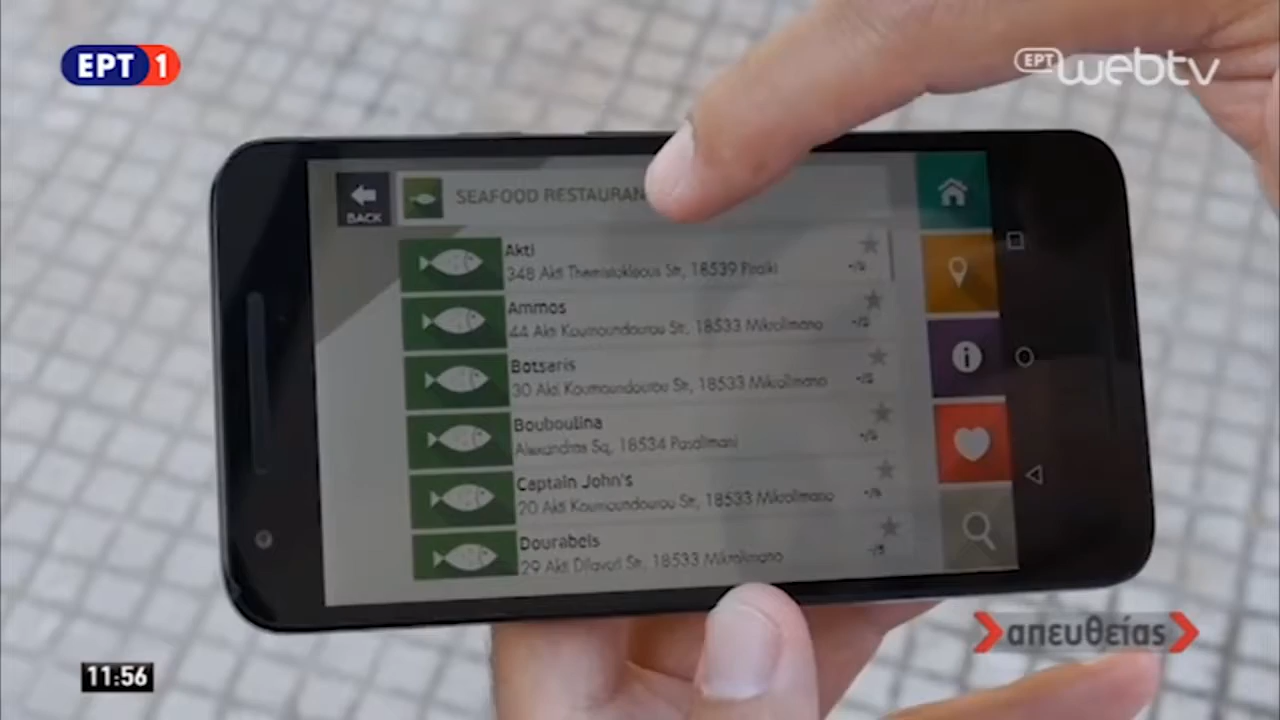 ΕΡΤ 1
ΕΡΤ webtv
BACK
SEAFOOD RESTAURAN
Akti
348 Akti Themistokleous Str, 18539 Piraiki
Ammos
44 Akti Koumoundourou Str, 18533 Mikrolimano
Botsaris
30 Akti Koumoundourou Str, 18533 Mikrolimano
Bouboulina
Alexandras Sq, 18534 Pasalimani
Captain John's
20 Akti Koumoundourou Str, 18533 Mikrolimano
Dourabeis
29 Akti Dilaveri Str, 18533 Mikrolimano
απευθείας
11:56